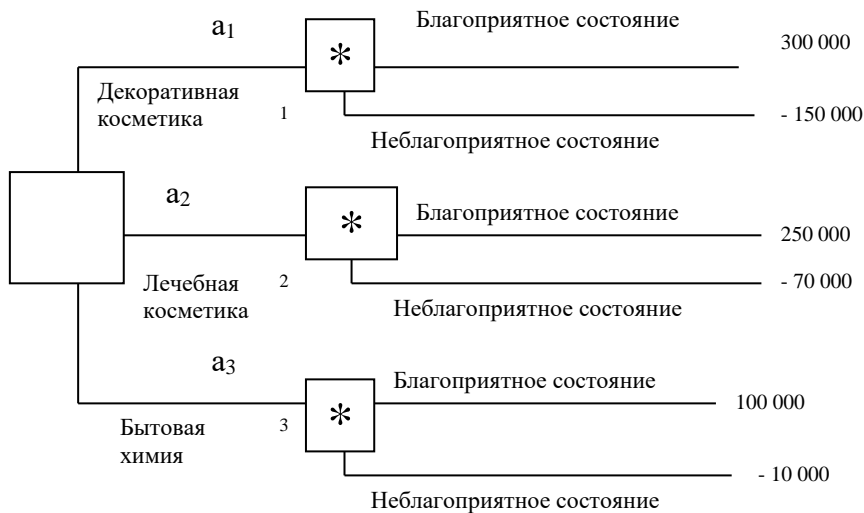 a1
Благоприятное состояние
300 000
*
Декоративная
косметика
1
- 150 000
Неблагоприятное состояние
a2
Благоприятное состояние
*
250 000
Лечебная
косметика
2
- 70 000
Неблагоприятное состояние
a3
Благоприятное состояние
100 000
*
Бытовая
химия
3
- 10 000
Неблагоприятное состояние